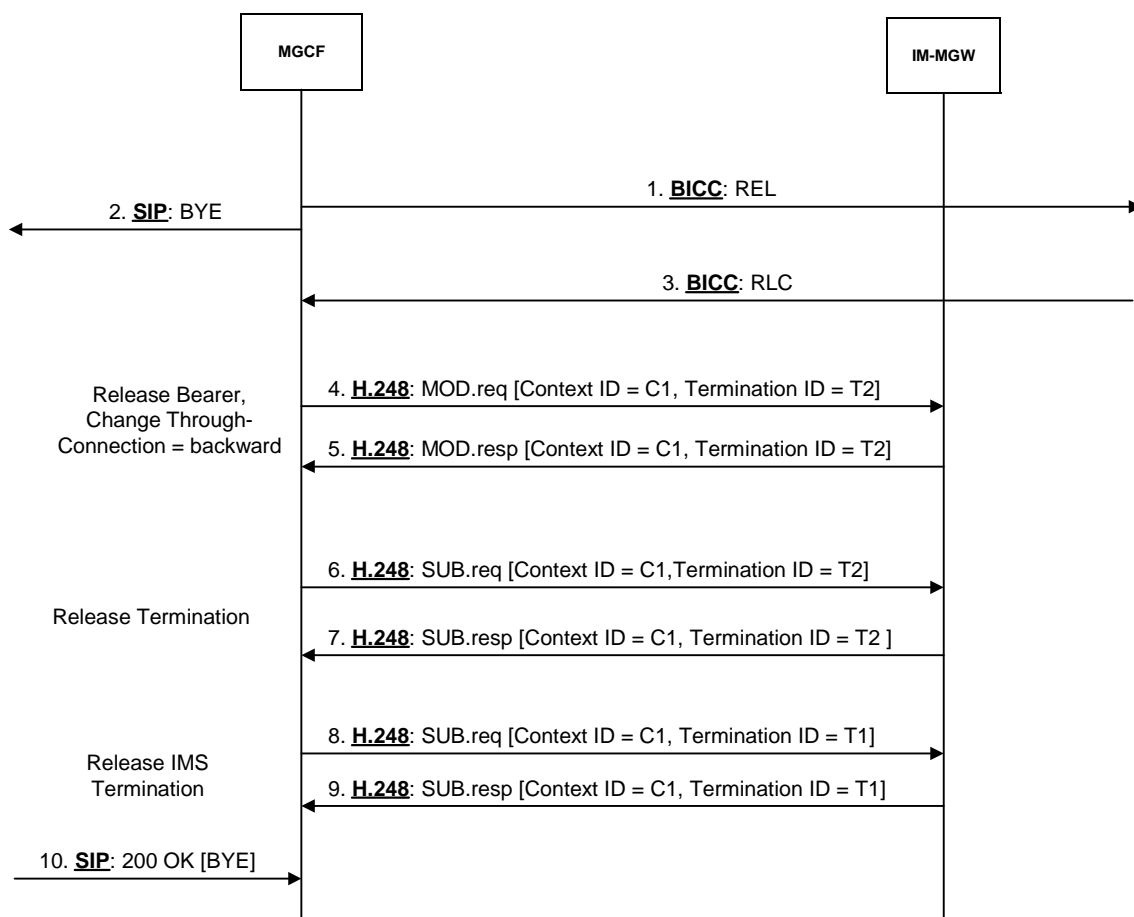 MGCF
IM-MGW
1. BICC: REL
2. SIP: BYE
3. BICC: RLC
Release Bearer,
Change Through-
Connection = backward
4. H.248: MOD.req [Context ID = C1, Termination ID = T2]
5. H.248: MOD.resp [Context ID = C1, Termination ID = T2]
Release Termination
6. H.248: SUB.req [Context ID = C1,Termination ID = T2]
7. H.248: SUB.resp [Context ID = C1, Termination ID = T2 ]
Release IMS
Termination
8. H.248: SUB.req [Context ID = C1, Termination ID = T1]
9. H.248: SUB.resp [Context ID = C1, Termination ID = T1]
10. SIP: 200 OK [BYE]